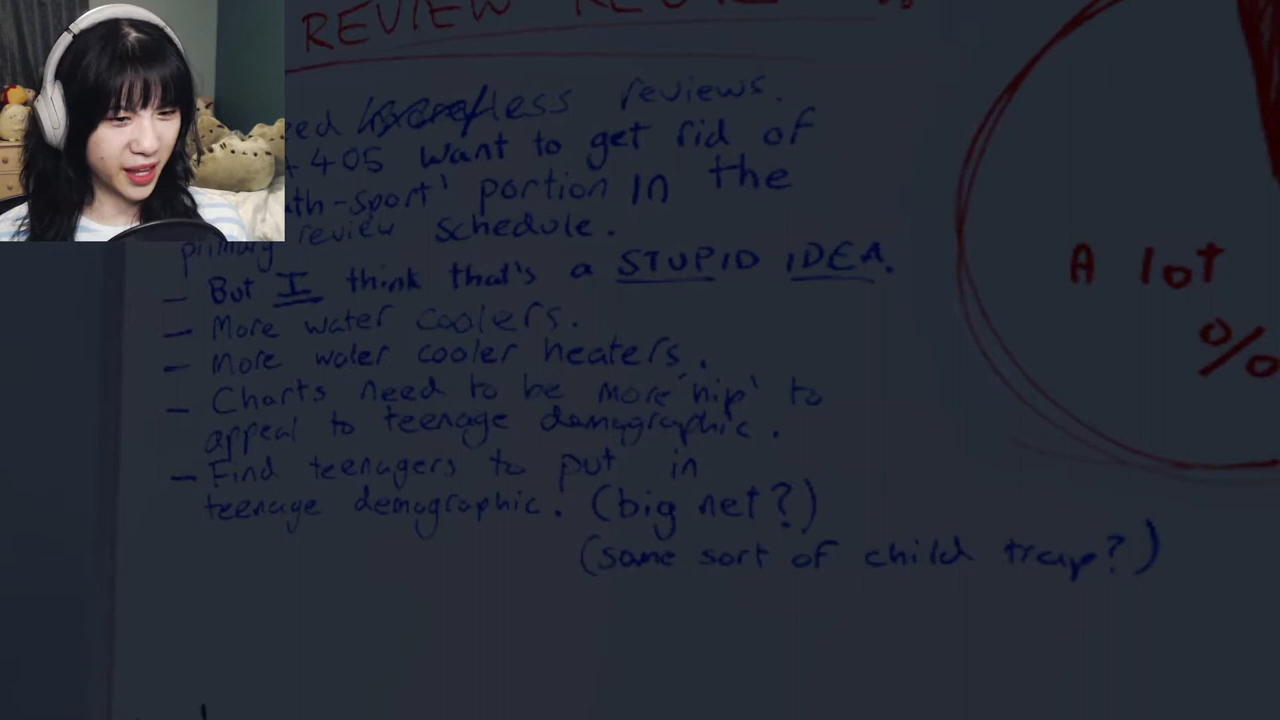 REVIEW
less reviews.
405 want to get rid of
th-sport' portion in the
primary review schedule.
- But I think that's a STUPID IDEA.
- More water coolers.
- More water cooler heaters.
- Charts need to be more 'hip' to
appeal to teenage demographic.
- Find teenagers to put in
teenage demographic. (big net?)
(some sort of child trap?)
A lot
%